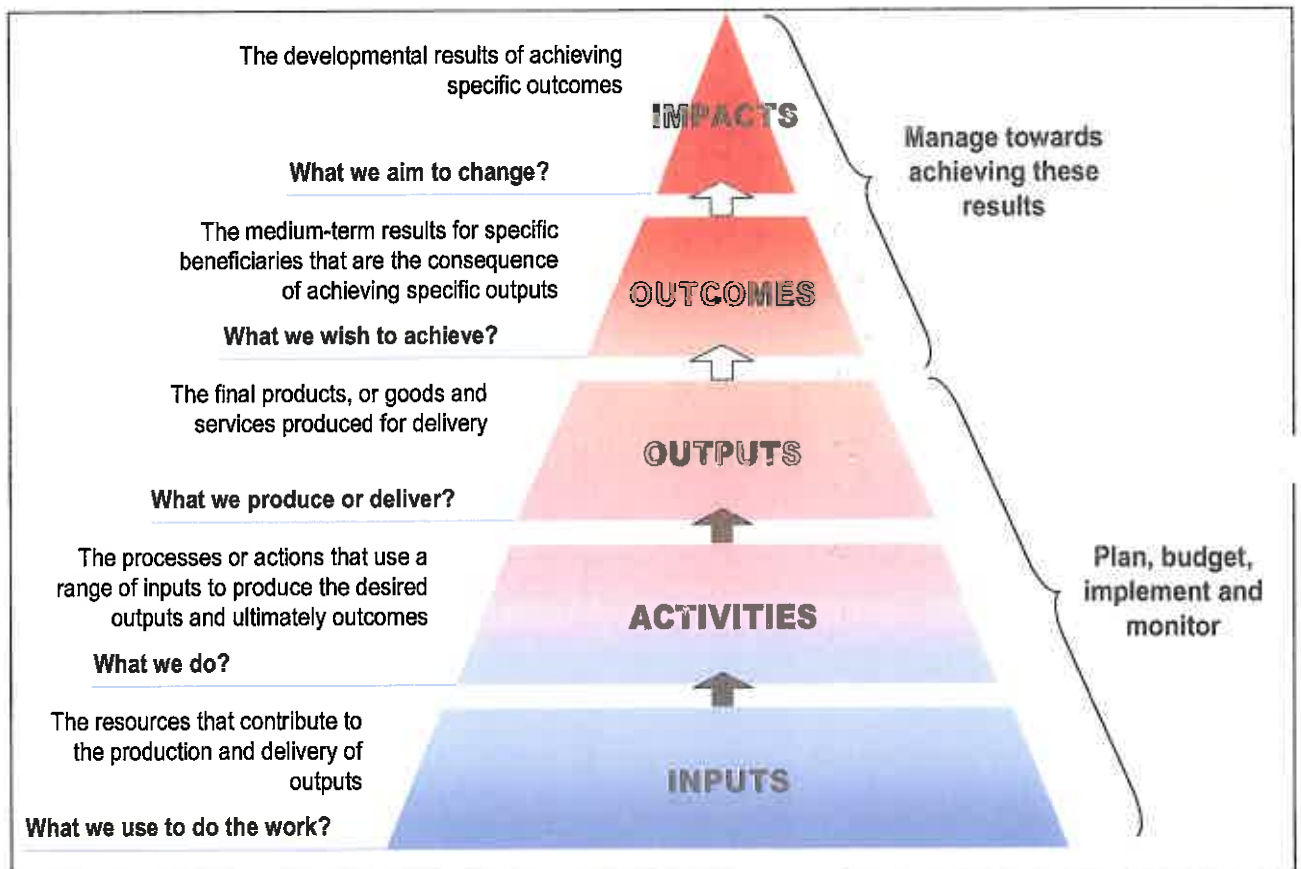 The developmental results of achieving
specific outcomes
IMPACTS
What we aim to change?
Manage towards
achieving these
results
The medium-term results for specific
beneficiaries that are the consequence
of achieving specific outputs
OUTCOMES
What we wish to achieve?
The final products, or goods and
services produced for delivery
OUTPUTS
What we produce or deliver?
The processes or actions that use a
range of inputs to produce the desired
outputs and ultimately outcomes
ACTIVITIES
What we do?
Plan, budget,
implement and
monitor
The resources that contribute to
the production and delivery of
outputs
INPUTS
What we use to do the work?